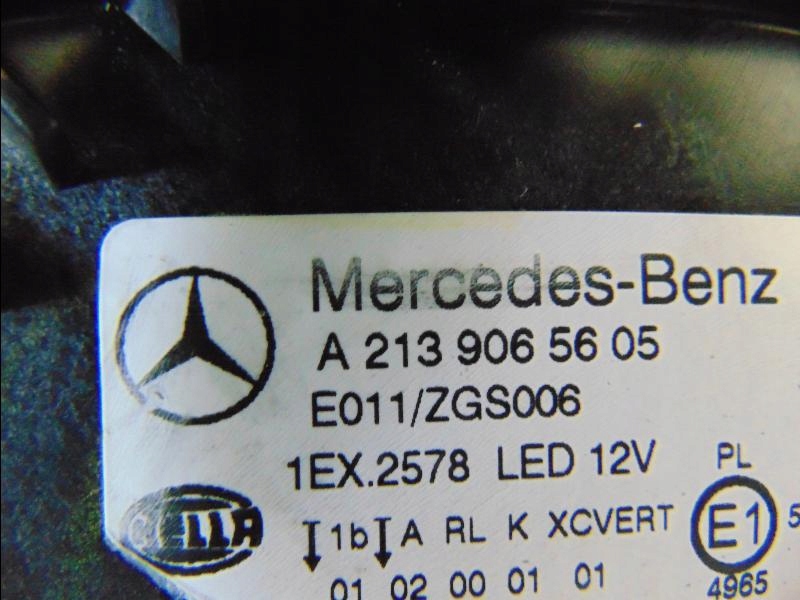 Mercedes-Benz
A 213 906 56 05
E011/ZGS006
1EX.2578 LED 12V
PL
HELLA
1b A RL K XCVERT
E1
5
01 02 00 01 01
4965